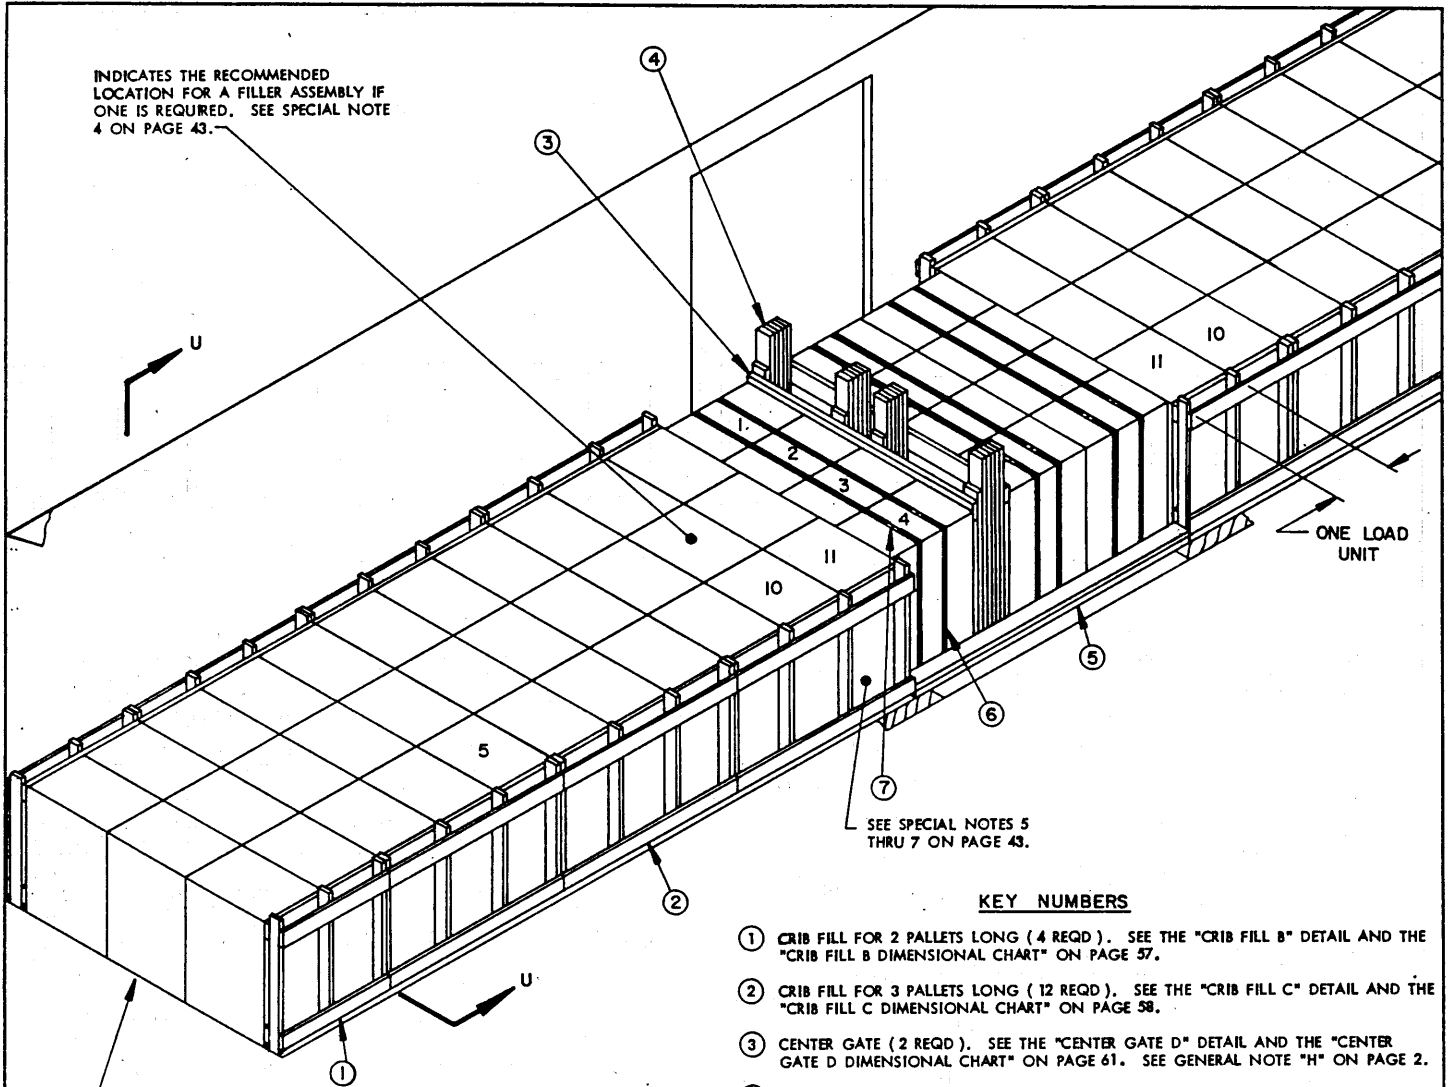 INDICATES THE RECOMMENDED
LOCATION FOR A FILLER ASSEMBLY IF
ONE IS REQUIRED. SEE SPECIAL NOTE
4 ON PAGE 43.
4
3
U
10
11
1
2
3
4
ONE LOAD
UNIT
11
10
5
5
6
7
SEE SPECIAL NOTES 5
THRU 7 ON PAGE 43.
2
U
1
KEY NUMBERS
1 CRIB FILL FOR 2 PALLETS LONG ( 4 REQD ). SEE THE "CRIB FILL B" DETAIL AND THE
"CRIB FILL B DIMENSIONAL CHART" ON PAGE 57.
2 CRIB FILL FOR 3 PALLETS LONG ( 12 REQD ). SEE THE "CRIB FILL C" DETAIL AND THE
"CRIB FILL C DIMENSIONAL CHART" ON PAGE 58.
3 CENTER GATE ( 2 REQD ). SEE THE "CENTER GATE D" DETAIL AND THE "CENTER
GATE D DIMENSIONAL CHART" ON PAGE 61. SEE GENERAL NOTE "H" ON PAGE 2.